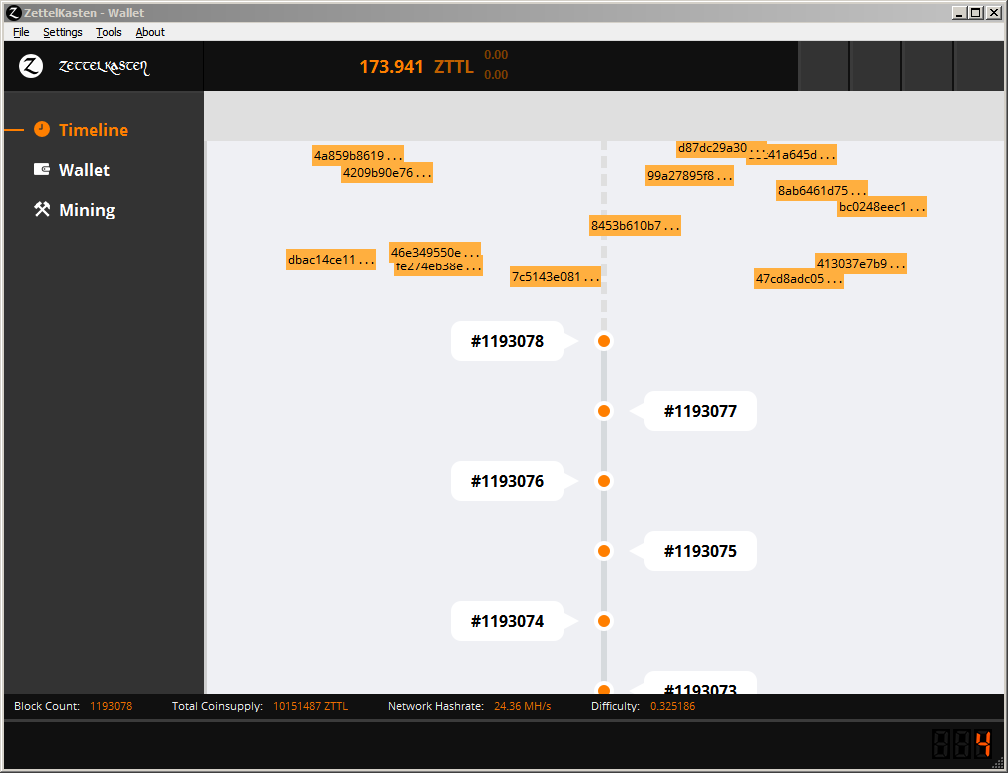 ZettelKasten - Wallet
File Settings Tools About
ZETTELKASTEN
173.941 ZTTL
0.00
0.00
Timeline
Wallet
Mining
d87dc29a30...
4a859b8619...
4209b90e76...
99a27895f8...
8ab6461d75...
bc0248eec1...
8453b610b7...
46e349550e...
dbac14ce11...
fe274eb38e...
413037e7b9...
7c5143e081...
47cd8adc05...
#1193078
#1193077
#1193076
#1193075
#1193074
#1193073
Block Count: 1193078 Total Coinsupply: 10151487 ZTTL Network Hashrate: 24.36 MH/s Difficulty: 0.325186
4